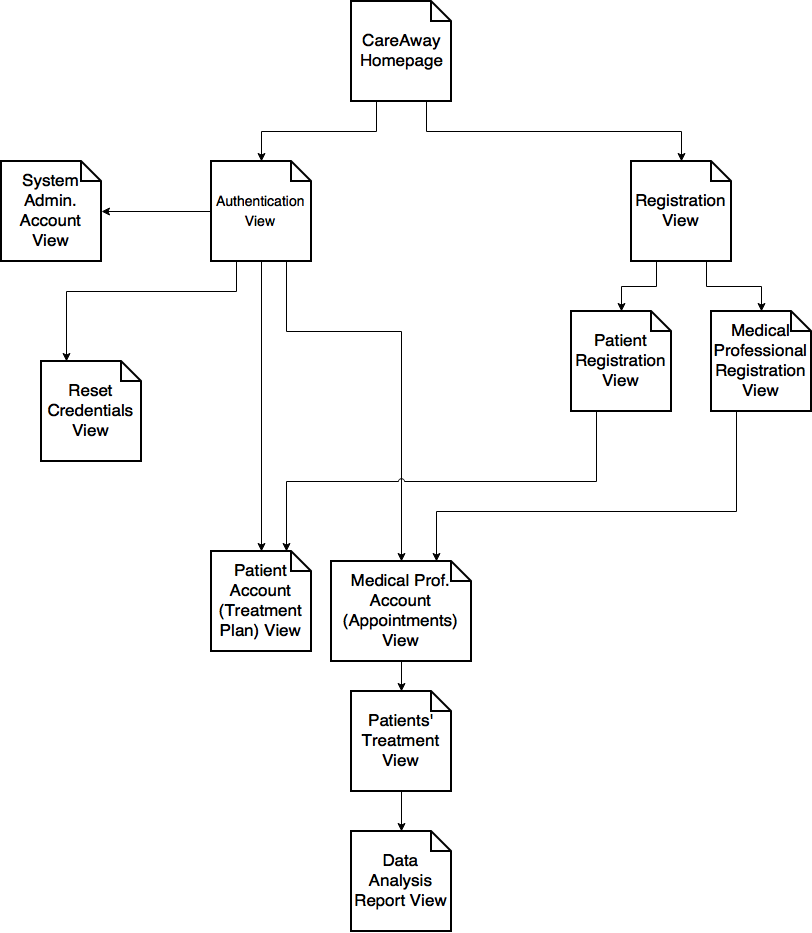 CareAway
Homepage
System
Admin.
Account
View
Authentication
View
Registration
View
Patient
Registration
View
Medical
Professional
Registration
View
Reset
Credentials
View
Patient
Account
(Treatment
Plan) View
Medical Prof.
Account
(Appointments)
View
Patients'
Treatment
View
Data
Analysis
Report View